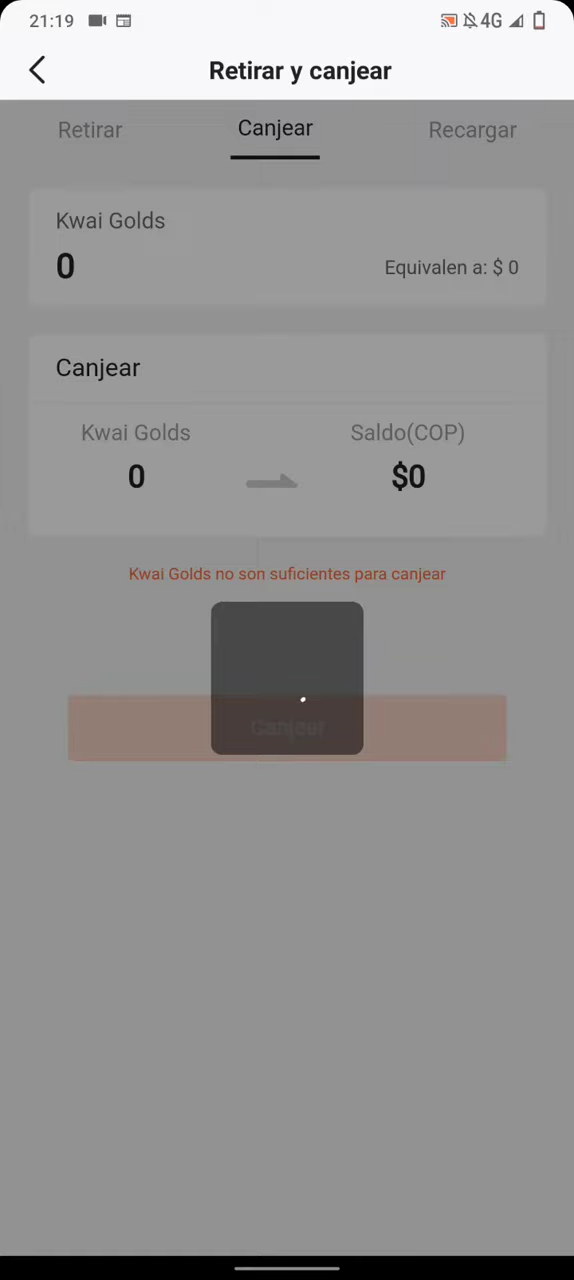 21:19 4G
Retirar y canjear
Retirar Canjear Recargar
Kwai Golds
0 Equivalen a: $ 0
Canjear
Kwai Golds Saldo(COP)
0 $0
Kwai Golds no son suficientes para canjear
Canjear